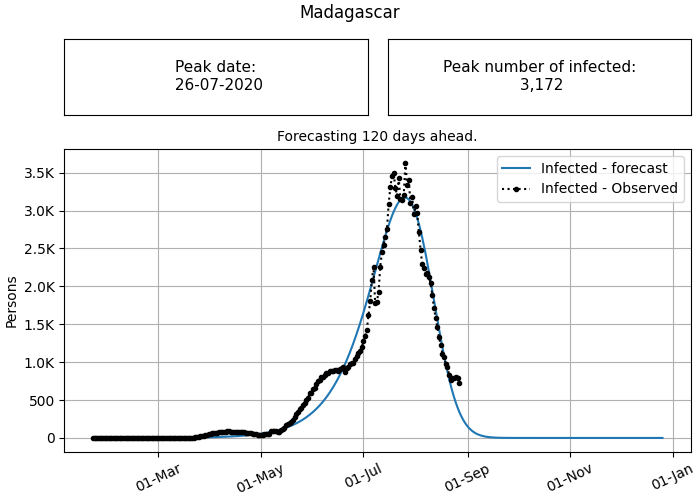 Madagascar
Peak date:
26-07-2020
Peak number of infected:
3,172
Forecasting 120 days ahead.
Infected - forecast
Infected - Observed
3.5K
3.0K
2.5K
2.0K
1.5K
1.0K
500
0
Persons
01-Mar
01-May
01-Jul
01-Sep
01-Nov
01-Jan